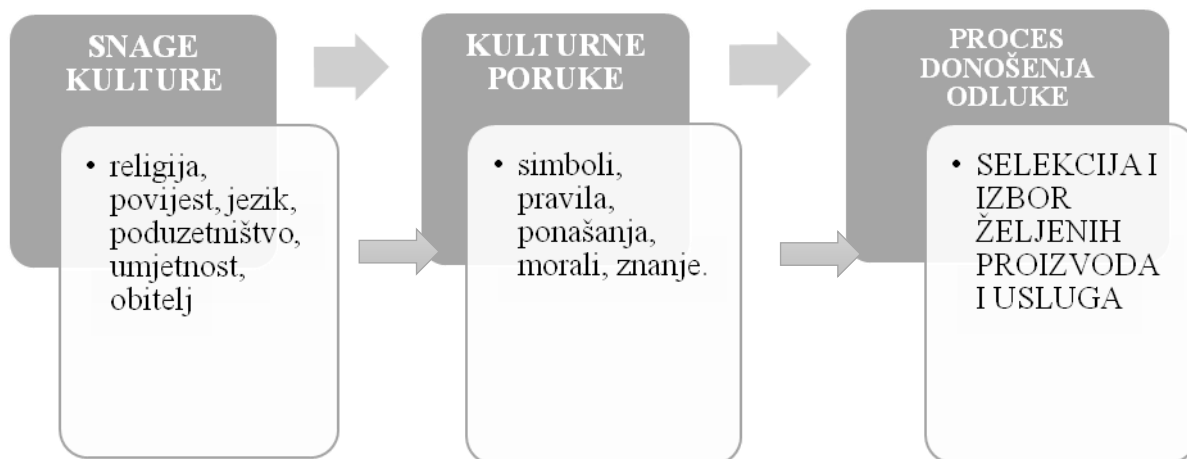 SNAGE
KULTURE
• religija,
povijest, jezik,
poduzetništvo,
umjetnost,
obitelj
KULTURNE
PORUKE
• simboli,
pravila,
ponašanja,
morali, znanje.
PROCES
DONOŠENJA
ODLUKE
• SELEKCIJA I
IZBOR
ŽELJENIH
PROIZVODA
I USLUGA